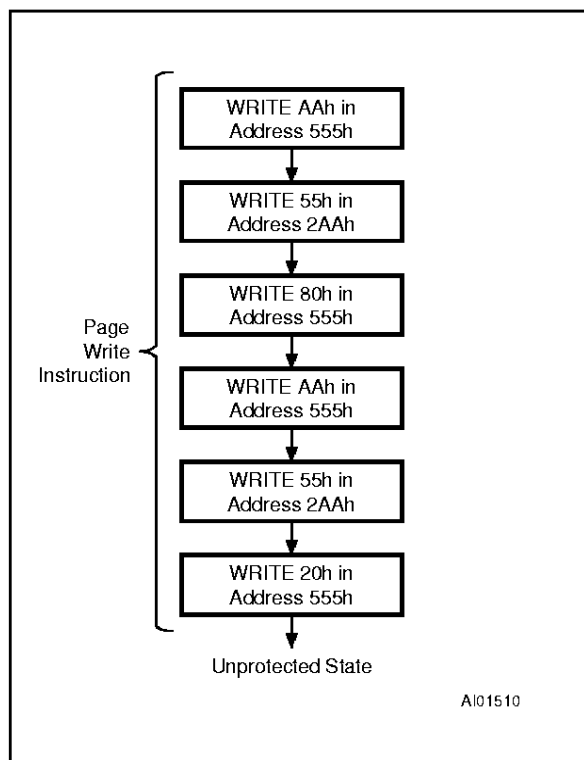 WRITE AAh in
Address 555h
WRITE 55h in
Address 2AAh
WRITE 80h in
Address 555h
Page
Write
Instruction
WRITE AAh in
Address 555h
WRITE 55h in
Address 2AAh
WRITE 20h in
Address 555h
Unprotected State
AI01510